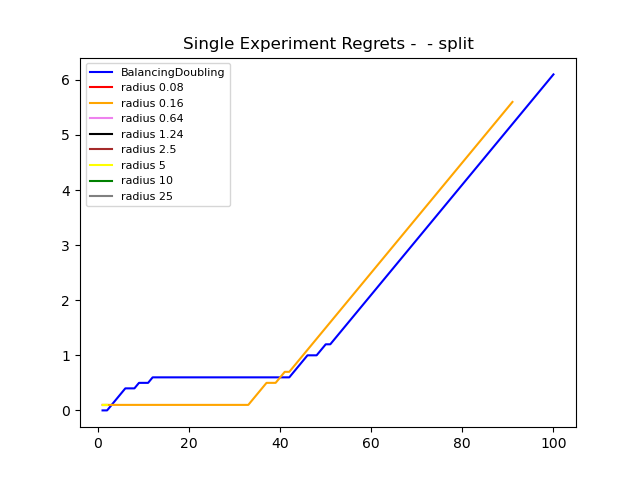 Single Experiment Regrets -  - split
BalancingDoubling
radius 0.08
radius 0.16
radius 0.64
radius 1.24
radius 2.5
radius 5
radius 10
radius 25
6
5
4
3
2
1
0
0 20 40 60 80 100